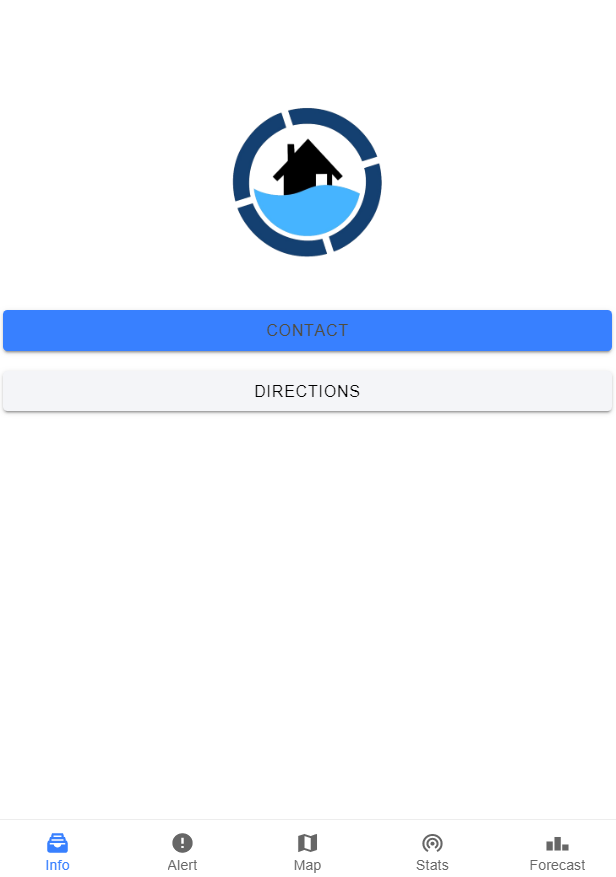 CONTACT
DIRECTIONS
Info
Alert
Map
Stats
Forecast